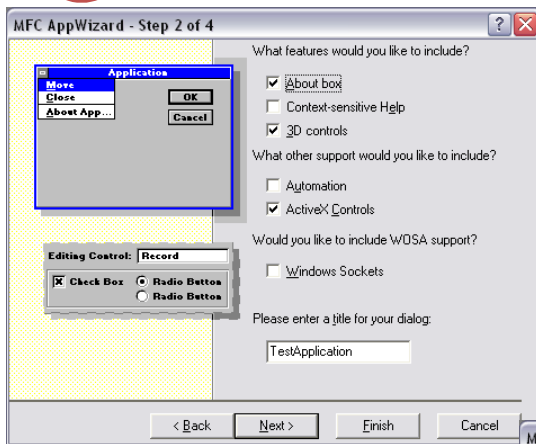 MFC AppWizard - Step 2 of 4
Application
Move
Close
About App...
OK
Cancel
Editing Control: Record
Check Box
Radio Button
Radio Button
What features would you like to include?
About box
Context-sensitive Help
3D controls
What other support would you like to include?
Automation
ActiveX Controls
Would you like to include WOSA support?
Windows Sockets
Please enter a title for your dialog:
TestApplication
< Back
Next >
Finish
Cancel
M